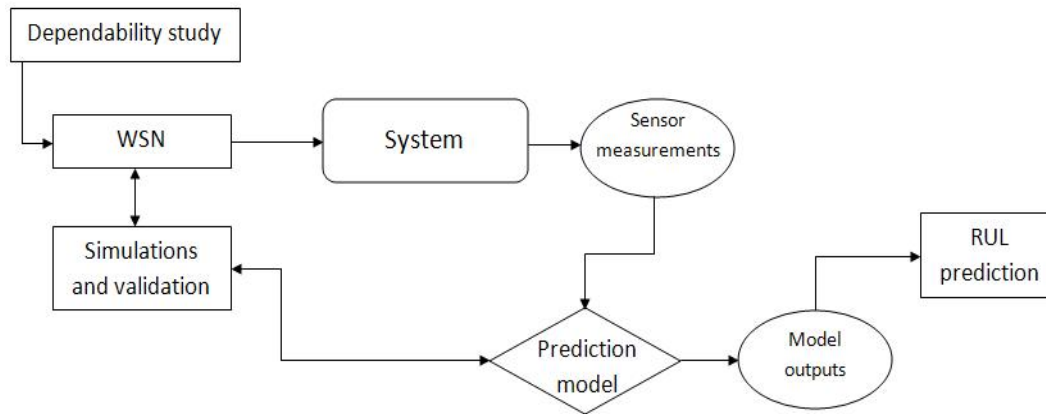 Dependability study
WSN
System
Sensor
measurements
Simulations
and validation
RUL
prediction
Prediction
model
Model
outputs